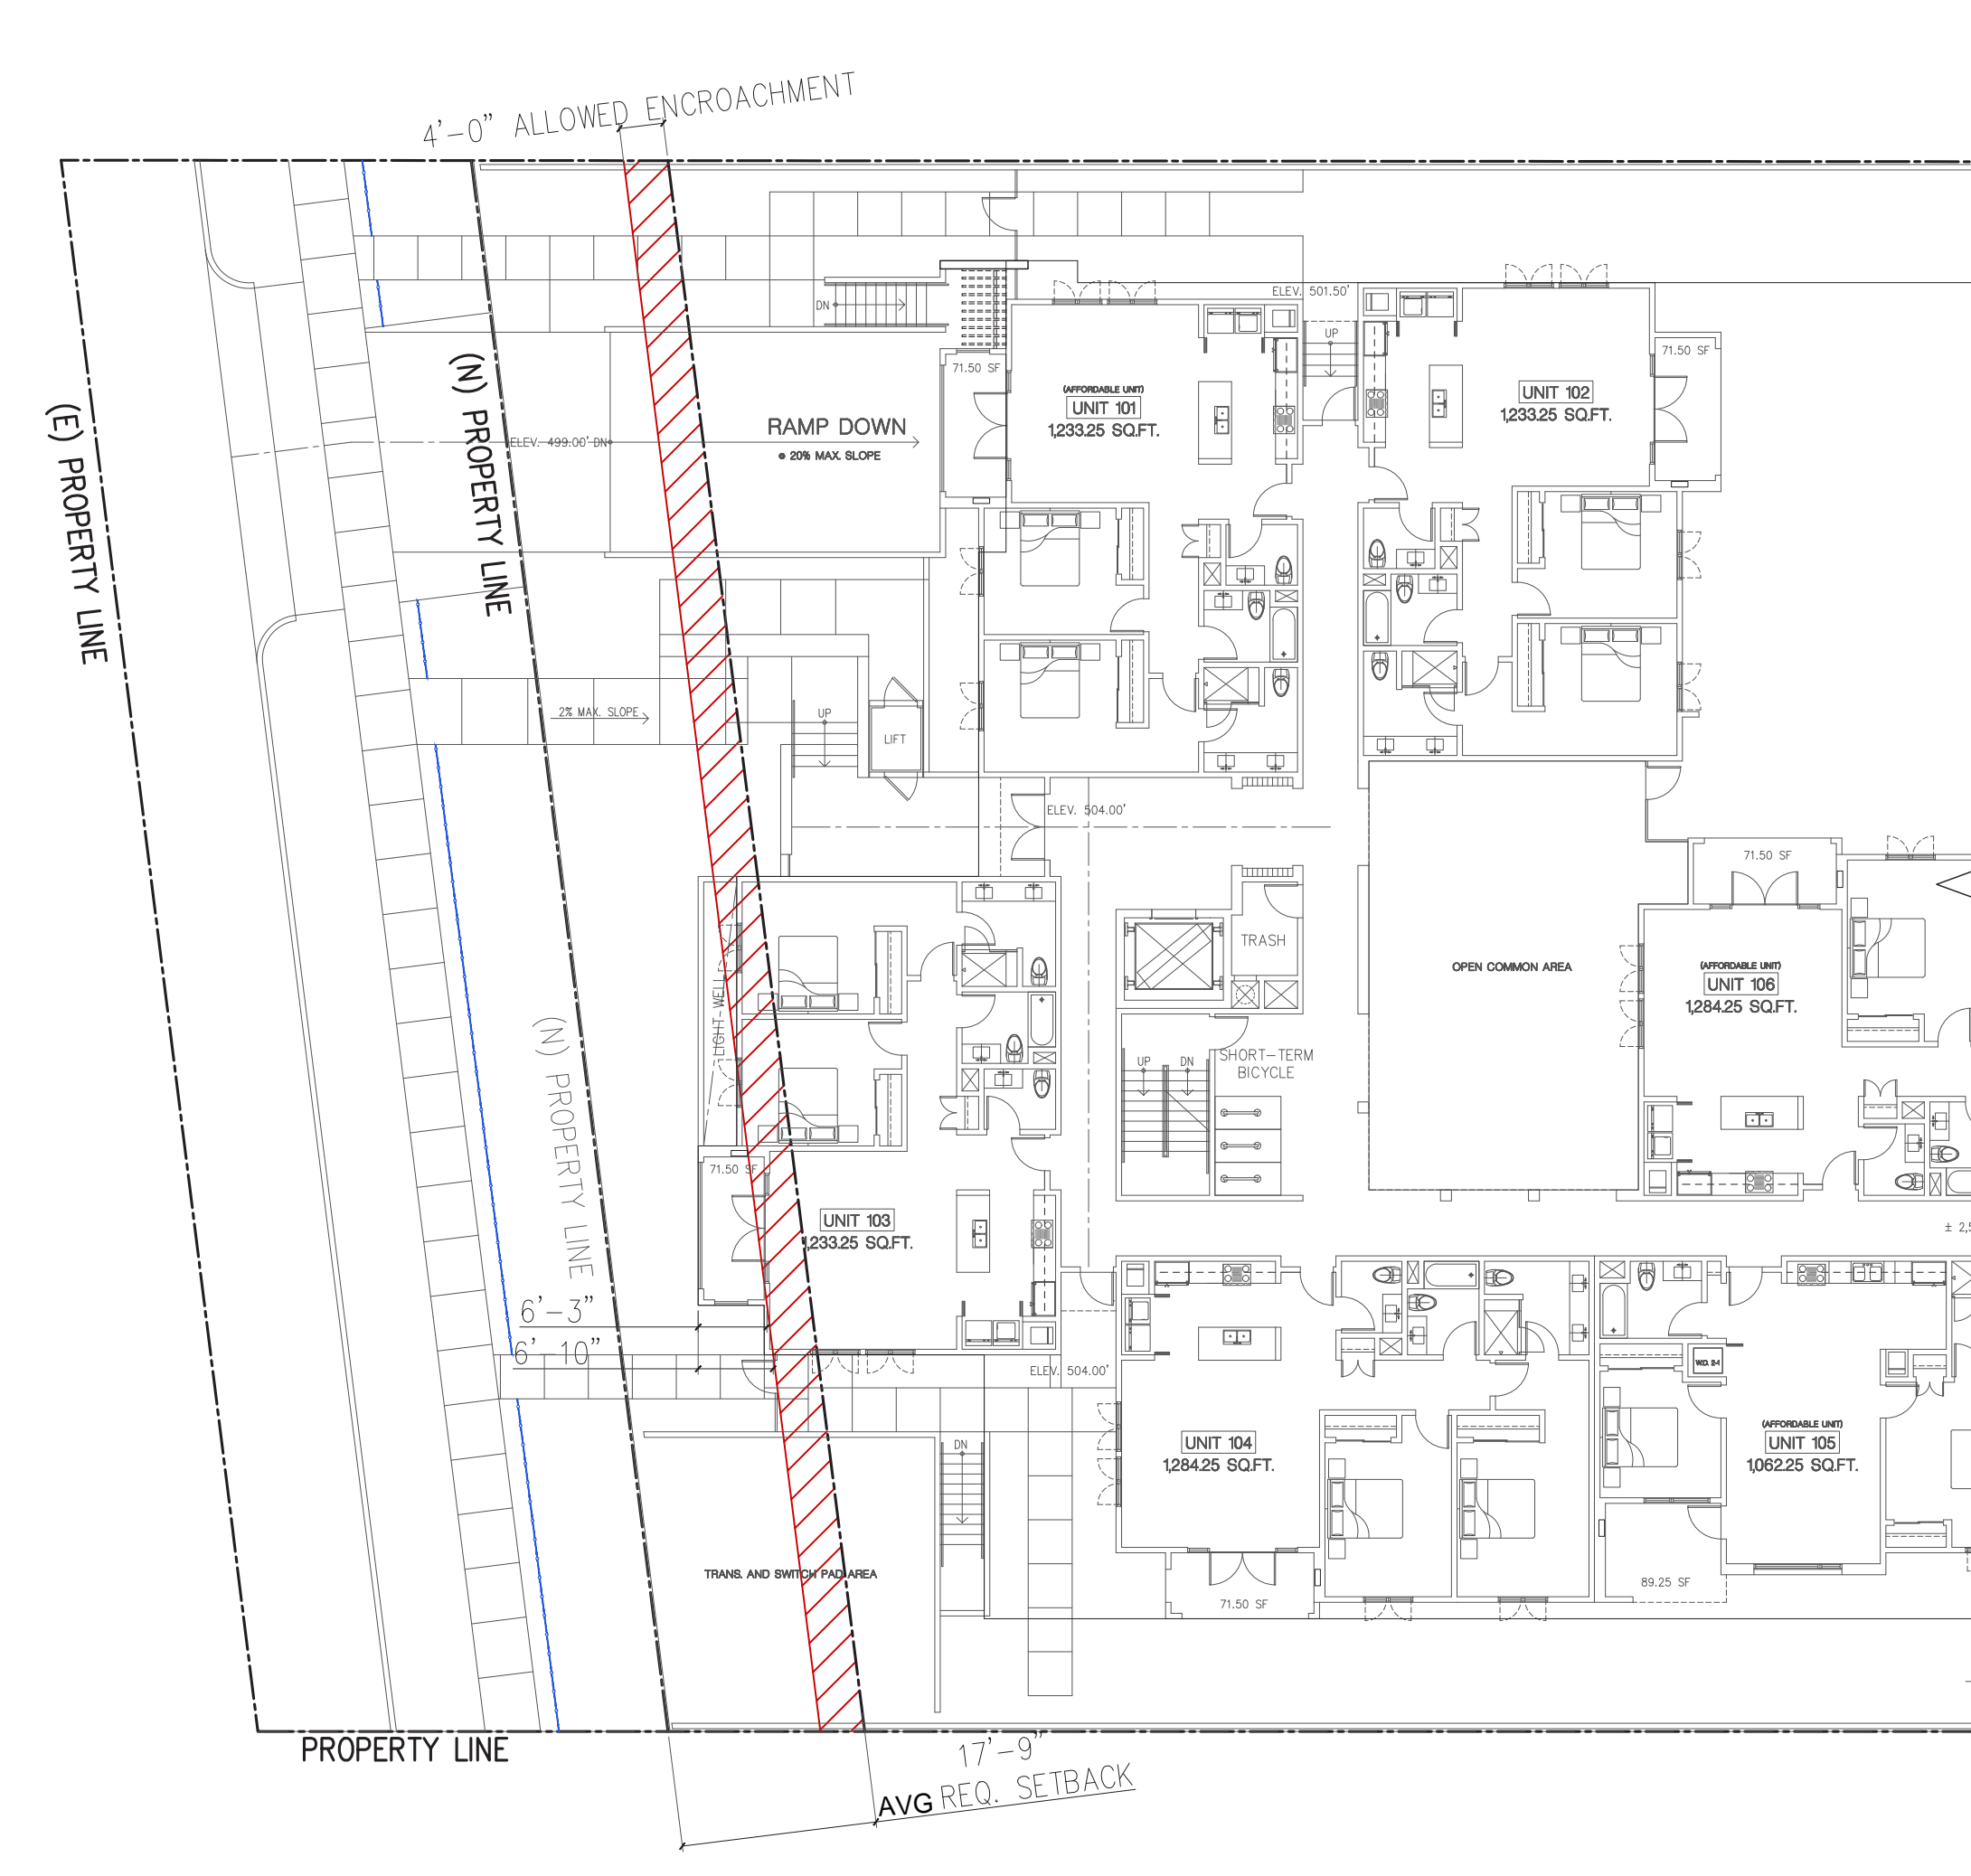 4'-0" ALLOWED ENCROACHMENT
ELEV. 501.50'
DN
UP
71.50 SF
71.50 SF
(AFFORDABLE UNIT)
UNIT 101
1,233.25 SQ.FT.
UNIT 102
1,233.25 SQ.FT.
(E) PROPERTY LINE
(N) PROPERTY LINE
ELEV. 499.00' DN
RAMP DOWN
@ 20% MAX. SLOPE
2% MAX. SLOPE
UP
LIFT
ELEV. 504.00'
71.50 SF
TRASH
OPEN COMMON AREA
(AFFORDABLE UNIT)
UNIT 106
1,284.25 SQ.FT.
LIGHT-WELL
(N) PROPERTY LINE
UP
DN
SHORT-TERM
BICYCLE
71.50 SF
UNIT 103
1,233.25 SQ.FT.
± 2,5
6'-3"
6'-10"
ELEV. 504.00'
W.D. 2-1
UNIT 104
1,284.25 SQ.FT.
(AFFORDABLE UNIT)
UNIT 105
1,062.25 SQ.FT.
DN
TRANS. AND SWITCH PAD AREA
89.25 SF
71.50 SF
PROPERTY LINE
17'-9"
AVG REQ. SETBACK